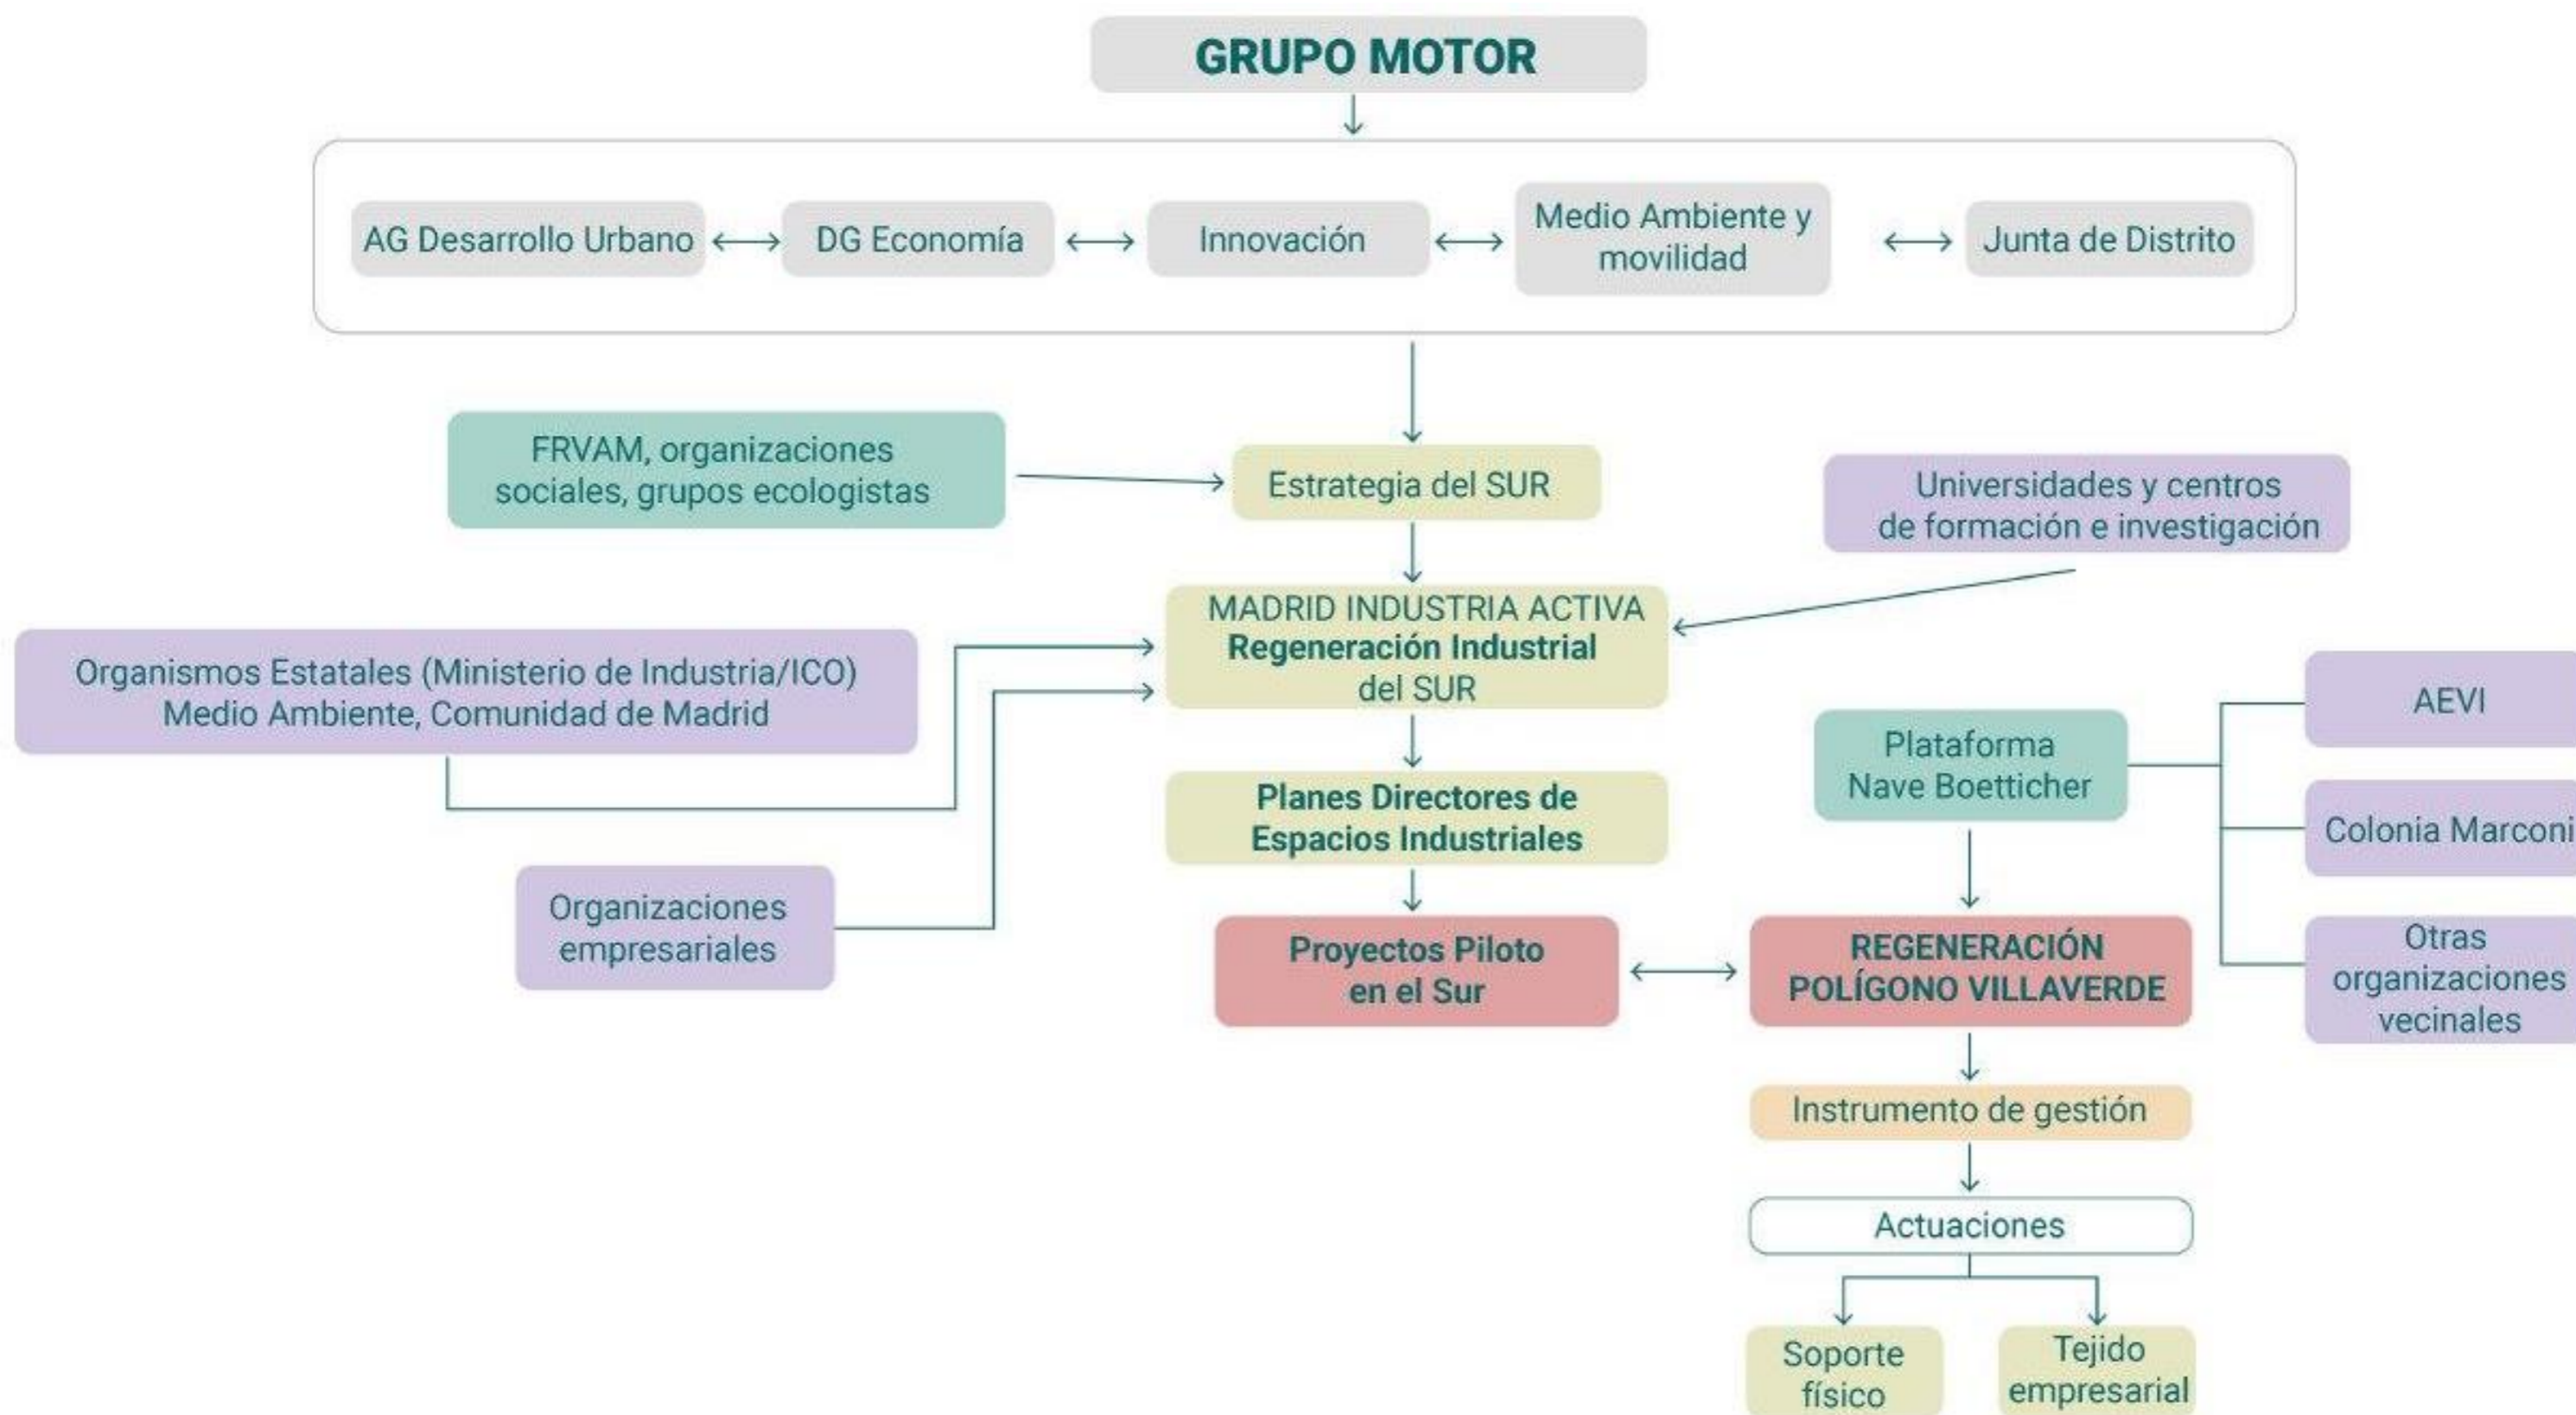 GRUPO MOTOR
AG Desarrollo Urbano
DG Economía
Innovación
Medio Ambiente y
movilidad
Junta de Distrito
FRVAM, organizaciones
sociales, grupos ecologistas
Estrategia del SUR
Universidades y centros
de formación e investigación
MADRID INDUSTRIA ACTIVA
Regeneración Industrial
del SUR
Organismos Estatales (Ministerio de Industria/ICO)
Medio Ambiente, Comunidad de Madrid
AEVI
Plataforma
Nave Boetticher
Colonia Marconi
Planes Directores de
Espacios Industriales
Organizaciones
empresariales
Proyectos Piloto
en el Sur
REGENERACIÓN
POLÍGONO VILLAVERDE
Otras
organizaciones
vecinales
Instrumento de gestión
Actuaciones
Soporte
físico
Tejido
empresarial